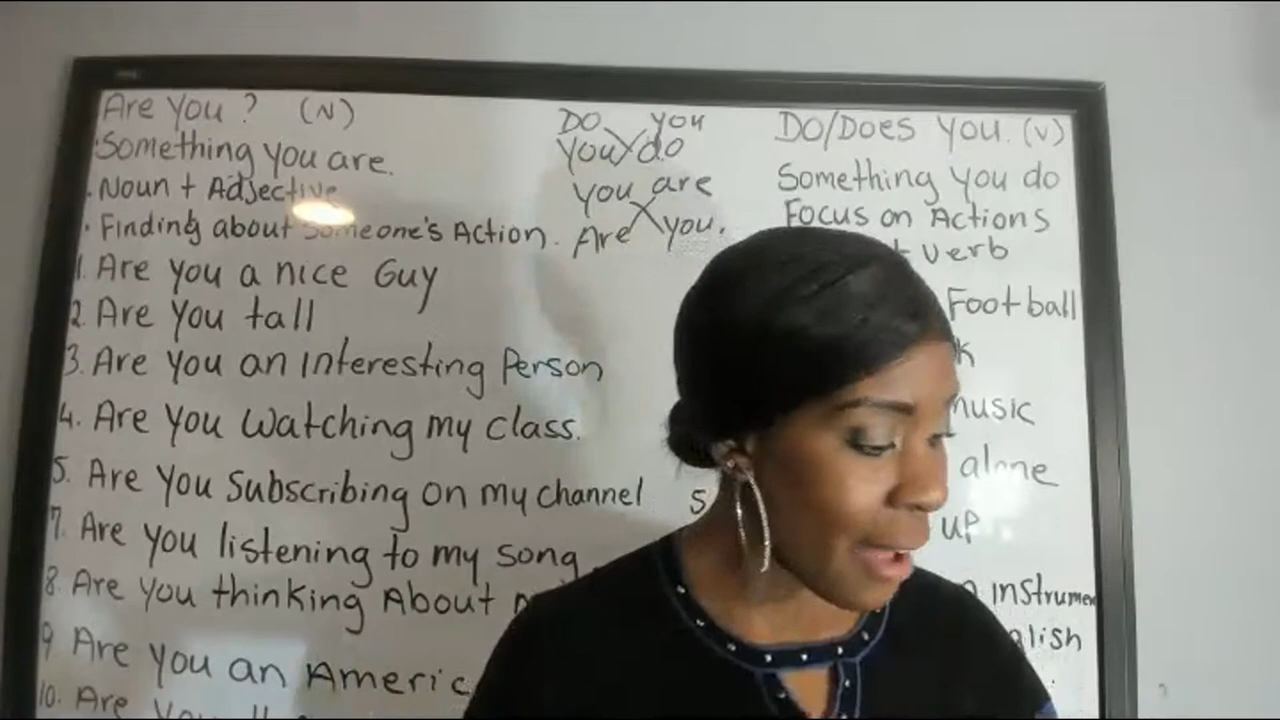 Are You ? (N)
·Something you are.
· Noun + Adjective
· Finding about Someone's Action.
1. Are you a nice Guy
2. Are You tall
3. Are You an Interesting Person
4. Are You Watching my class.
5. Are You Subscribing on my channel
7. Are you listening to my song
8. Are you thinking About
9 Are you an Americ
10. Are You
DO you
you do
you are
Are you.
5
DO/Does you. (v)
Something you do
Focus on Actions
+ verb
Football
music
alone
up
Instrumen
lish